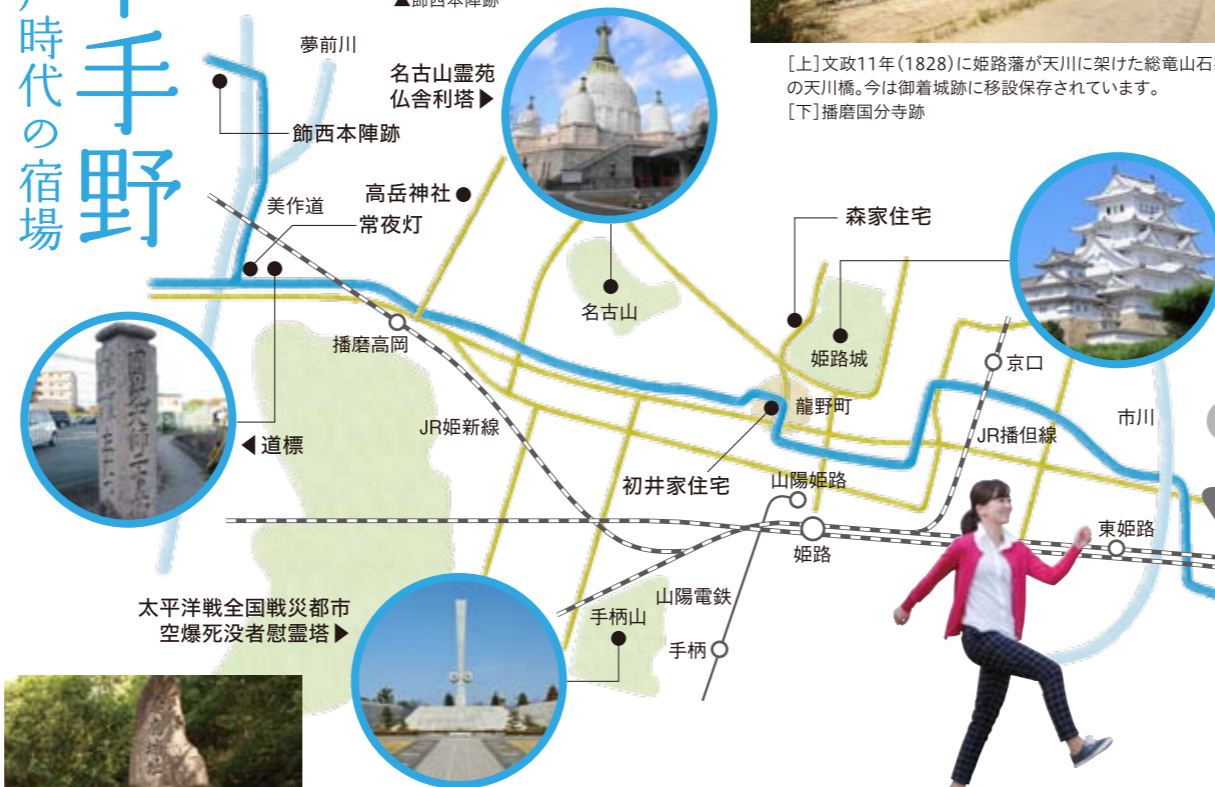 手野
時代の宿場
▲飾西本陣跡
[上]文政11年(1828)に姫路藩が天川に架けた総竜山石
の天川橋。今は御着城跡に移設保存されています。
[下]播磨国分寺跡
夢前川
名古山霊苑
仏舎利塔▶
飾西本陣跡
高岳神社
美作道
常夜灯
森家住宅
名古山
播磨高岡
姫路城
京口
龍野町
市川
JR姫新線
JR播但線
◀道標
初井家住宅
山陽姫路
姫路
東姫路
太平洋戦全国戦災都市
空爆死没者慰霊塔▶
手柄山
山陽電鉄
手柄